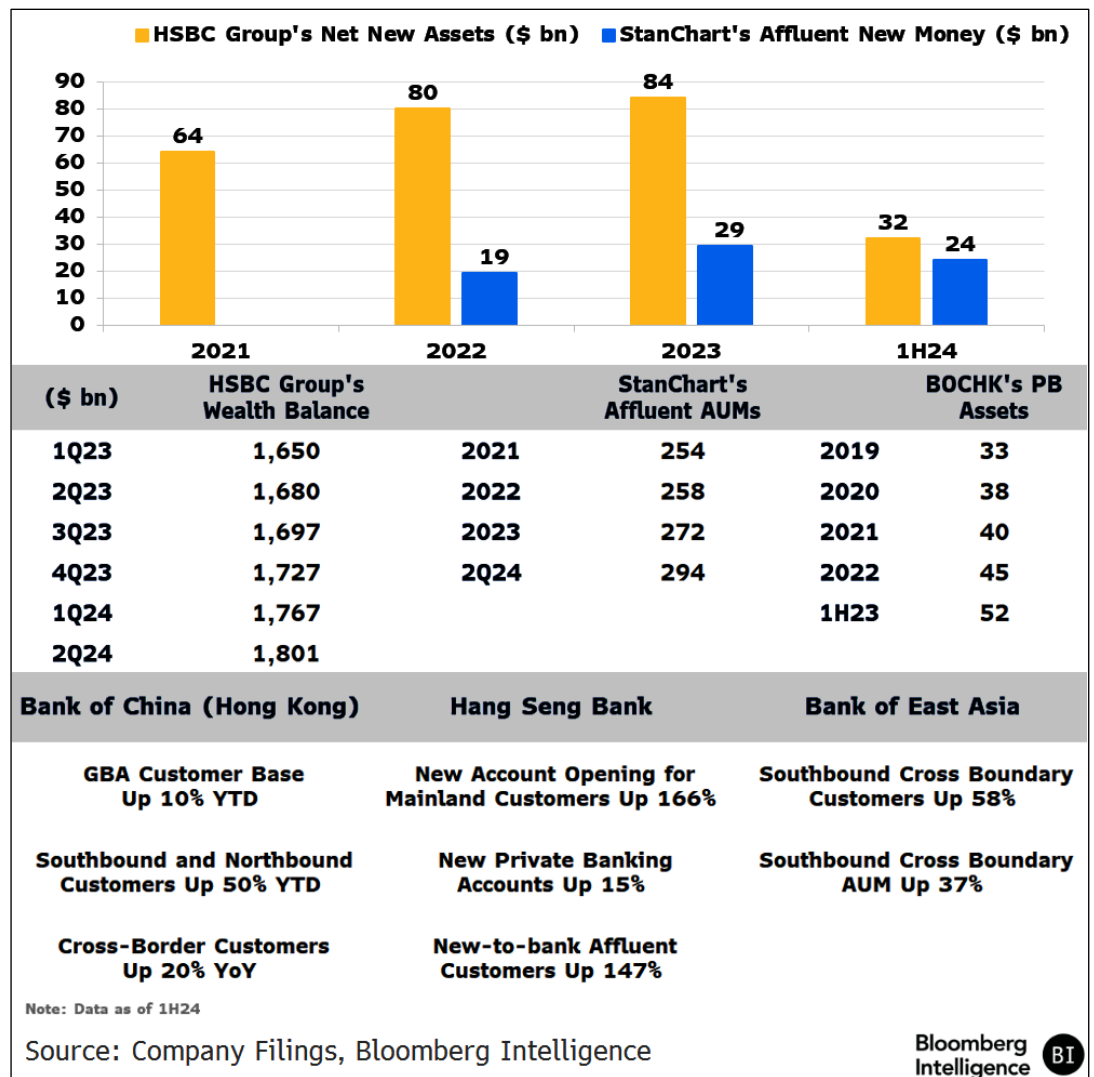 HSBC Group's Net New Assets ($ bn) StanChart's Affluent New Money ($ bn)
90
80
70
60
50
40
30
20
10
0
64
80
19
84
29
32
24
2021 2022 2023 1H24
($ bn) HSBC Group's Wealth Balance StanChart's Affluent AUMs BOCHK's PB Assets
1Q23 1,650 2021 254 2019 33
2Q23 1,680 2022 258 2020 38
3Q23 1,697 2023 272 2021 40
4Q23 1,727 2Q24 294 2022 45
1Q24 1,767 1H23 52
2Q24 1,801
Bank of China (Hong Kong) Hang Seng Bank Bank of East Asia
GBA Customer Base
Up 10% YTD
New Account Opening for
Mainland Customers Up 166%
Southbound Cross Boundary
Customers Up 58%
Southbound and Northbound
Customers Up 50% YTD
New Private Banking
Accounts Up 15%
Southbound Cross Boundary
AUM Up 37%
Cross-Border Customers
Up 20% YoY
New-to-bank Affluent
Customers Up 147%
Note: Data as of 1H24
Source: Company Filings, Bloomberg Intelligence
Bloomberg
Intelligence
BI